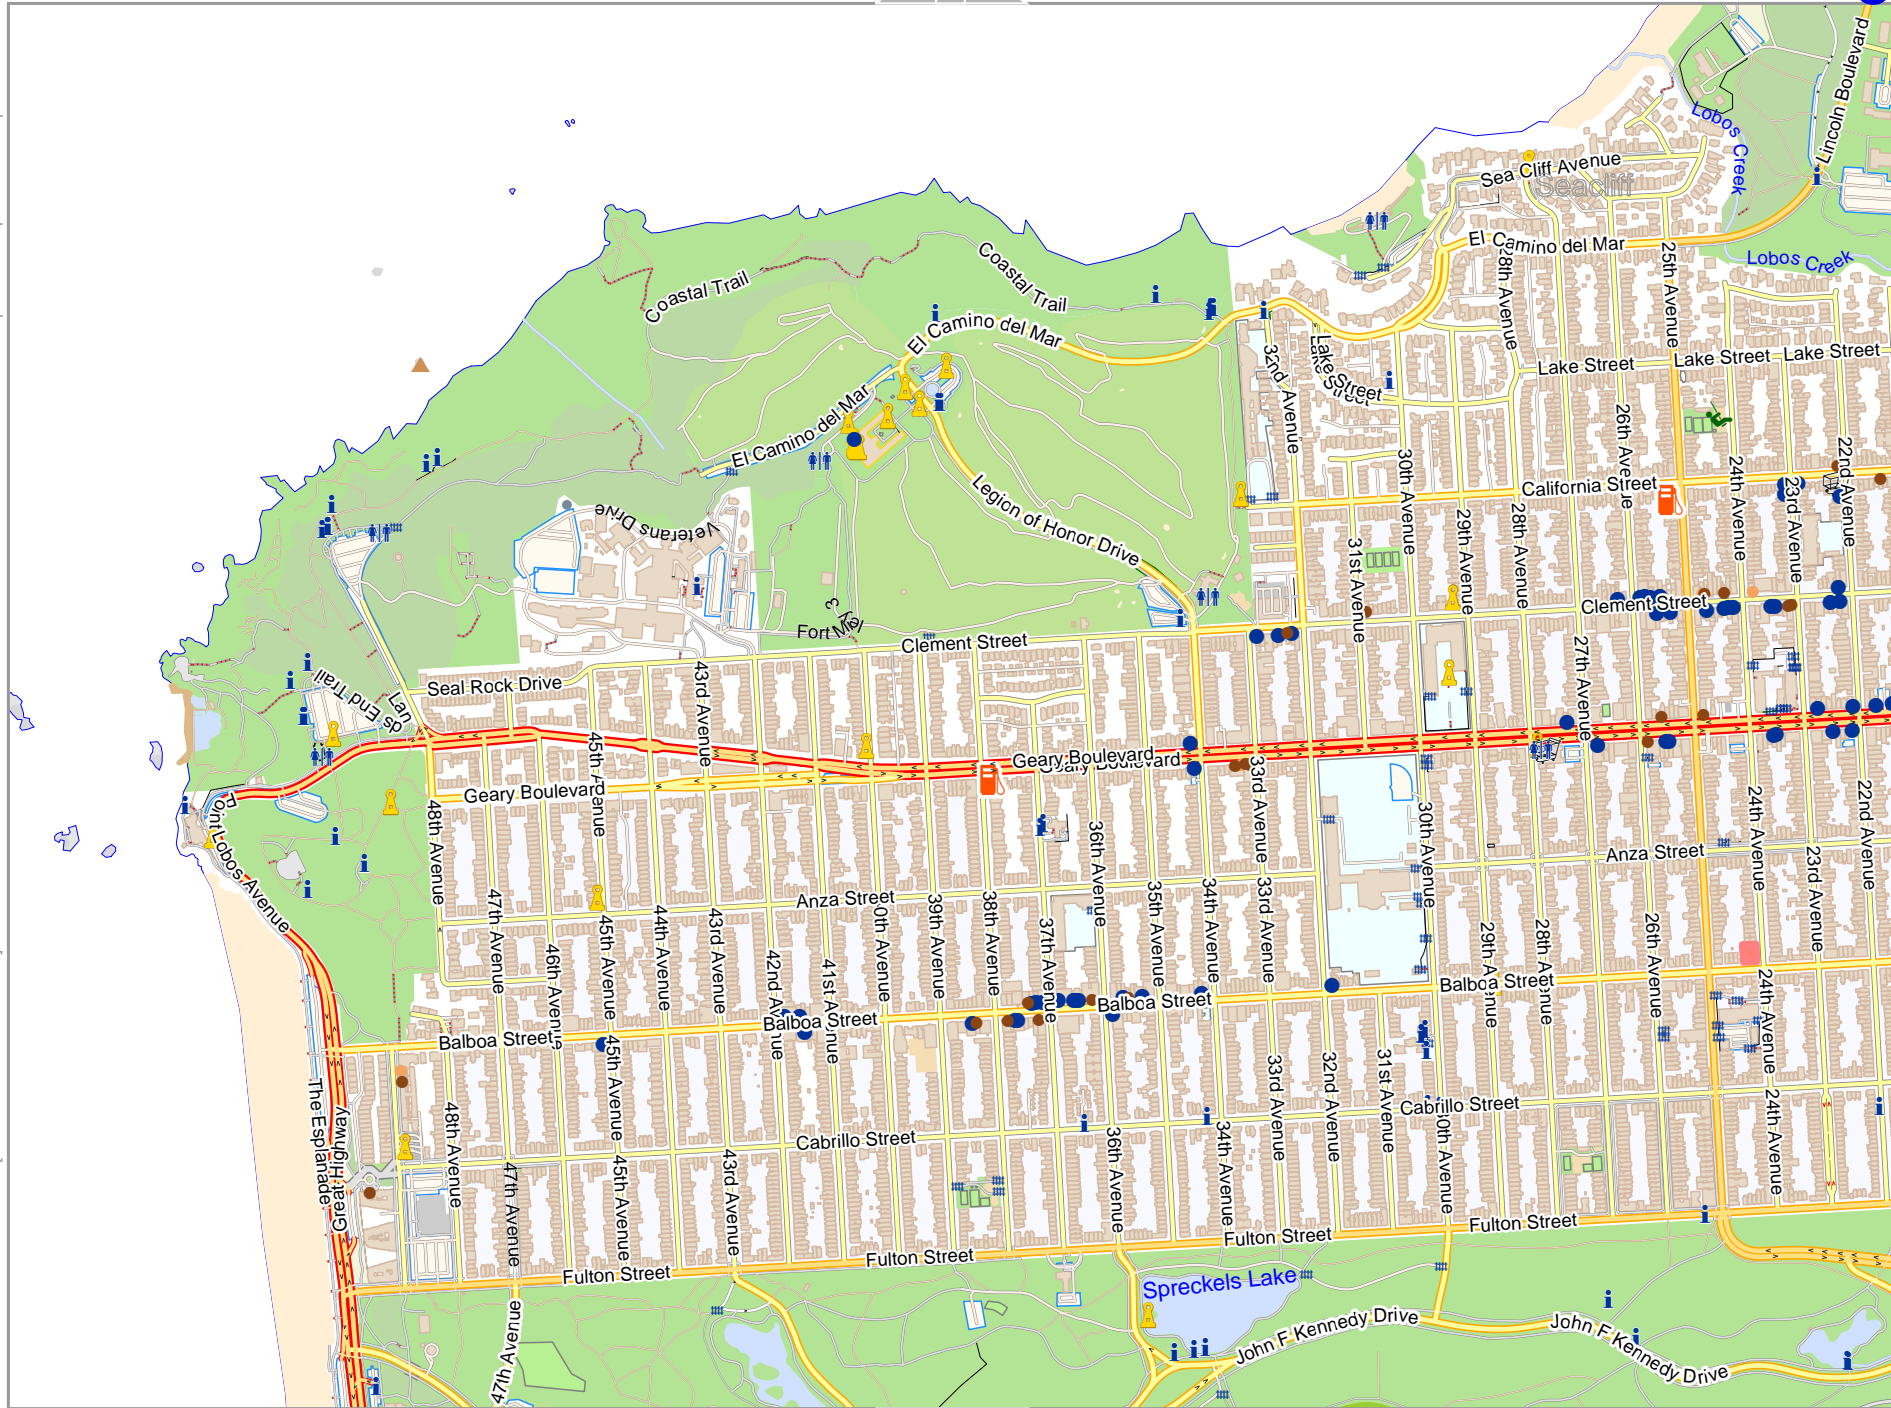 Lincoln Boulevard
Lobos Creek
Sea Cliff Avenue
Seacliff
El Camino del Mar
28th Avenue
25th Avenue
Lobos Creek
Coastal Trail
Coastal Trail
El Camino del Mar
32nd Avenue
Lake Street
Lake Street
Lake Street
Lake Street
Lake Street
El Camino del Mar
26th Avenue
30th Avenue
24th Avenue
22nd Avenue
California Street
23rd Avenue
Legion of Honor Drive
Veterans Drive
29th Avenue
28th Avenue
31st Avenue
Clement Street
Fort Miley 3
Clement Street
27th Avenue
Seal Rock Drive
43rd Avenue
Lands End Trail
45th Avenue
Geary Boulevard
Geary Boulevard
33rd Avenue
Geary Boulevard
Point Lobos Avenue
48th Avenue
36th Avenue
30th Avenue
24th Avenue
22nd Avenue
Anza Street
23rd Avenue
Anza Street
47th Avenue
45th Avenue
44th Avenue
43rd Avenue
40th Avenue
39th Avenue
38th Avenue
37th Avenue
35th Avenue
34th Avenue
33rd Avenue
46th Avenue
42nd Avenue
41st Avenue
29th Avenue
28th Avenue
26th Avenue
24th Avenue
Balboa Street
Balboa Street
Balboa Street
Balboa Street
45th Avenue
The Esplanade
Great Highway
48th Avenue
33rd Avenue
32nd Avenue
31st Avenue
Cabrillo Street
30th Avenue
24th Avenue
Cabrillo Street
36th Avenue
34th Avenue
47th Avenue
45th Avenue
43rd Avenue
Fulton Street
Fulton Street
Fulton Street
Fulton Street
Spreckels Lake
47th Avenue
John F Kennedy Drive
John F Kennedy Drive